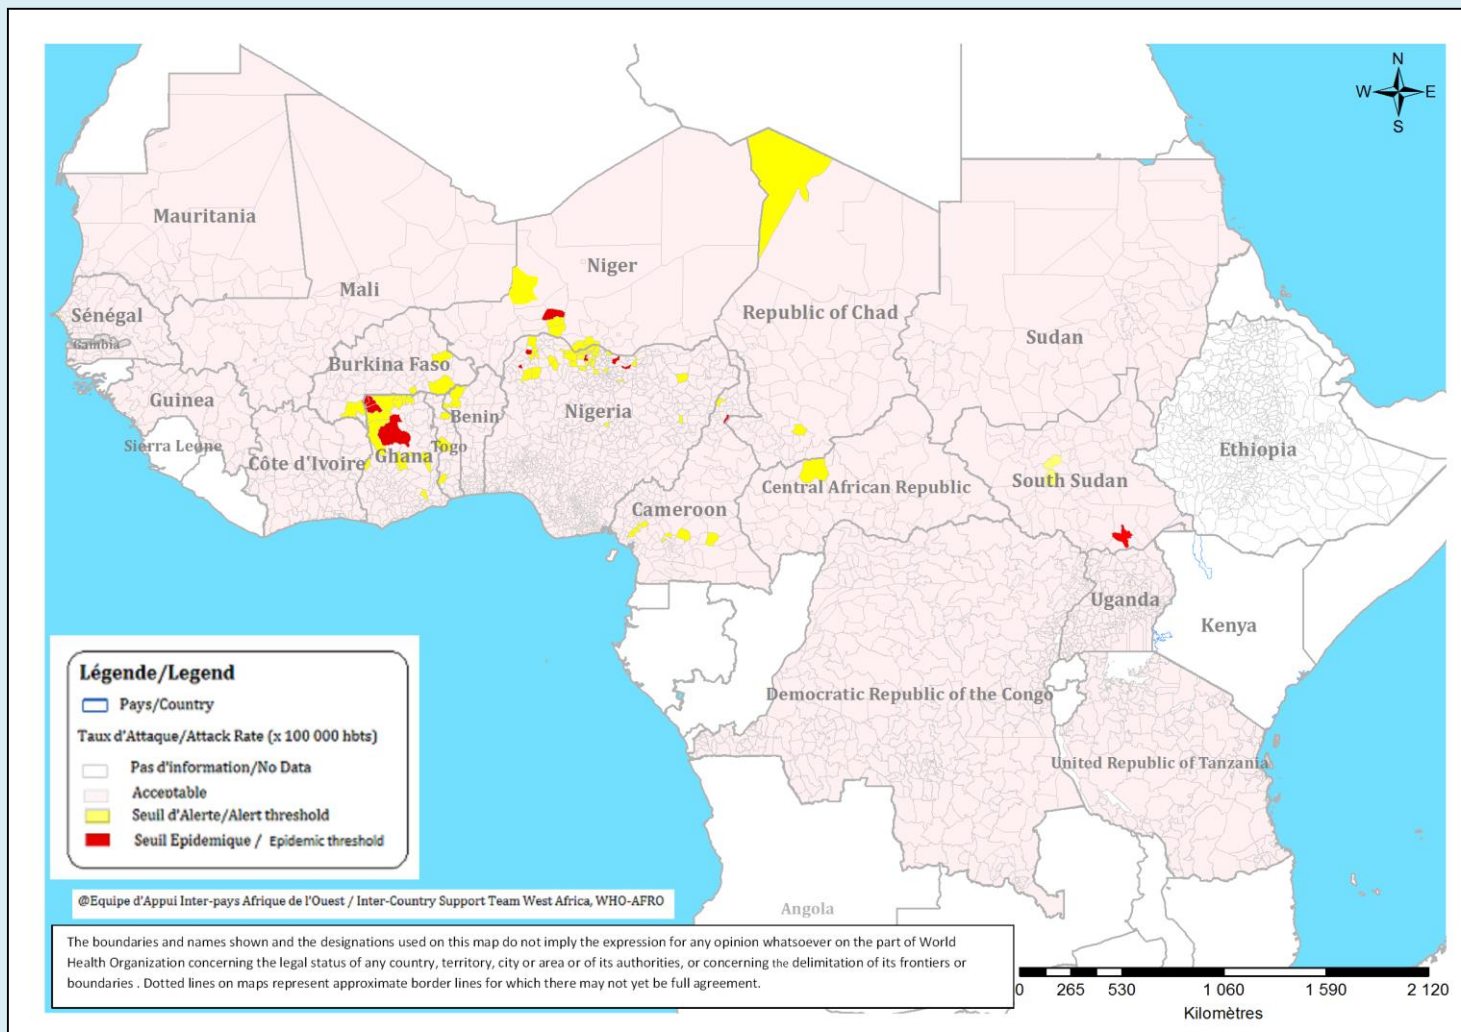 N
W E
S
Mauritania
Niger
Mali
Republic of Chad
Sénégal
Gambia
Sudan
Burkina Faso
Guinea
Benin
Nigeria
Sierra Leone
Togo
Ghana
Côte d'Ivoire
Ethiopia
South Sudan
Central African Republic
Cameroon
Uganda
Kenya
Democratic Republic of the Congo
United Republic of Tanzania
Angola
Légende/Legend
Pays/Country
Taux d'Attaque/Attack Rate (x 100 000 hbts)
Pas d'information/No Data
Acceptable
Seuil d'Alerte/Alert threshold
Seuil Epidemique / Epidemic threshold
@Equipe d'Appui Inter-pays Afrique de l'Ouest / Inter-Country Support Team West Africa, WHO-AFRO
The boundaries and names shown and the designations used on this map do not imply the expression for any opinion whatsoever on the part of World
Health Organization concerning the legal status of any country, territory, city or area or of its authorities, or concerning the delimitation of its frontiers or
boundaries . Dotted lines on maps represent approximate border lines for which there may not yet be full agreement.
0 265 530 1 060 1 590 2 120
Kilomètres